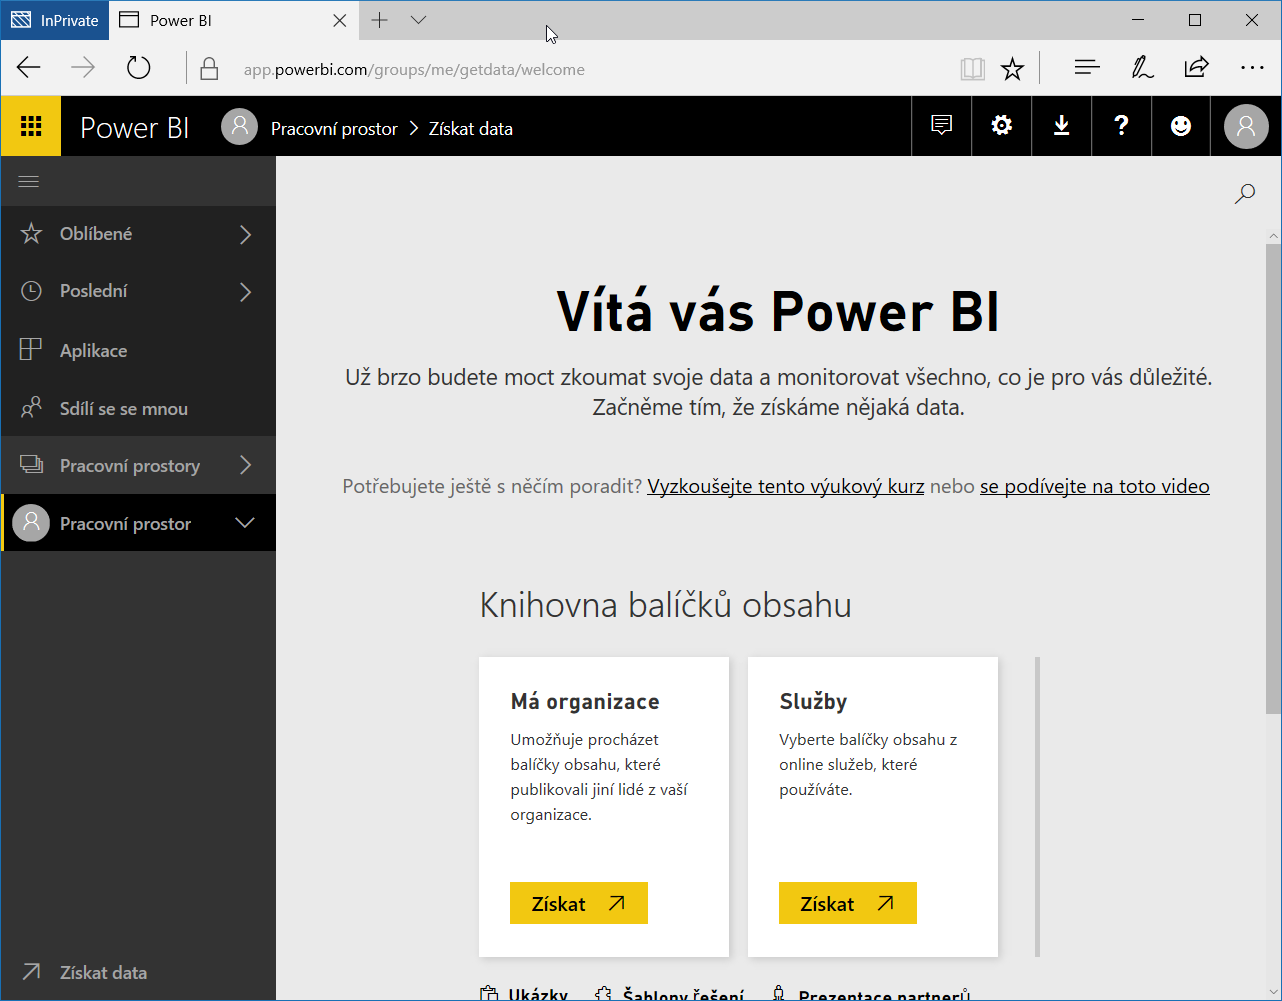 InPrivate
Power BI
app.powerbi.com/groups/me/getdata/welcome
Power BI
Pracovní prostor > Získat data
Oblíbené
Poslední
Aplikace
Sdílí se se mnou
Pracovní prostory
Pracovní prostor
Získat data
Vítá vás Power BI
Už brzo budete moct zkoumat svoje data a monitorovat všechno, co je pro vás důležité.
Začněme tím, že získáme nějaká data.
Potřebujete ještě s něčím poradit? Vyzkoušejte tento výukový kurz nebo se podívejte na toto video
Knihovna balíčků obsahu
Má organizace
Umožňuje procházet
balíčky obsahu, které
publikovali jiní lidé z vaší
organizace.
Získat
Služby
Vyberte balíčky obsahu z
online služeb, které
používáte.
Získat
Ukázky
Šablony řešení
Prezentace partnerů